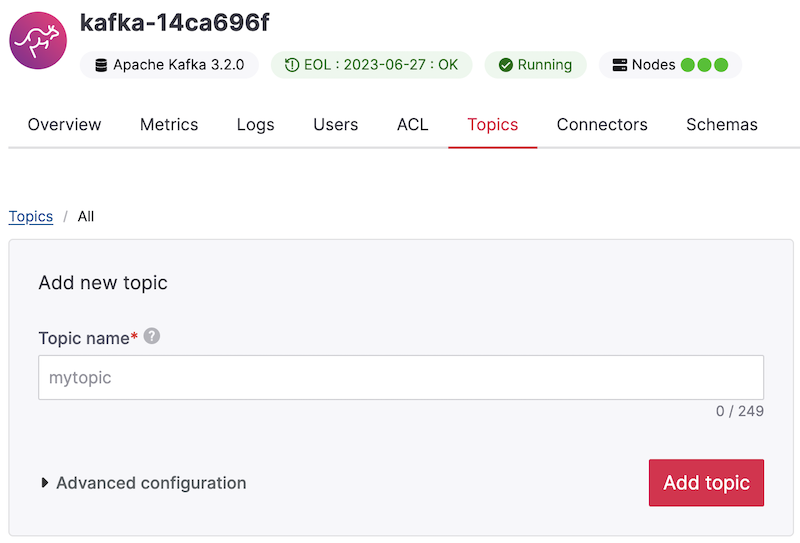 kafka-14ca696f
Apache Kafka 3.2.0 EOL : 2023-06-27 : OK Running Nodes
Overview Metrics Logs Users ACL Topics Connectors Schemas
Topics / All
Add new topic
Topic name* ?
mytopic
0 / 249
Advanced configuration Add topic